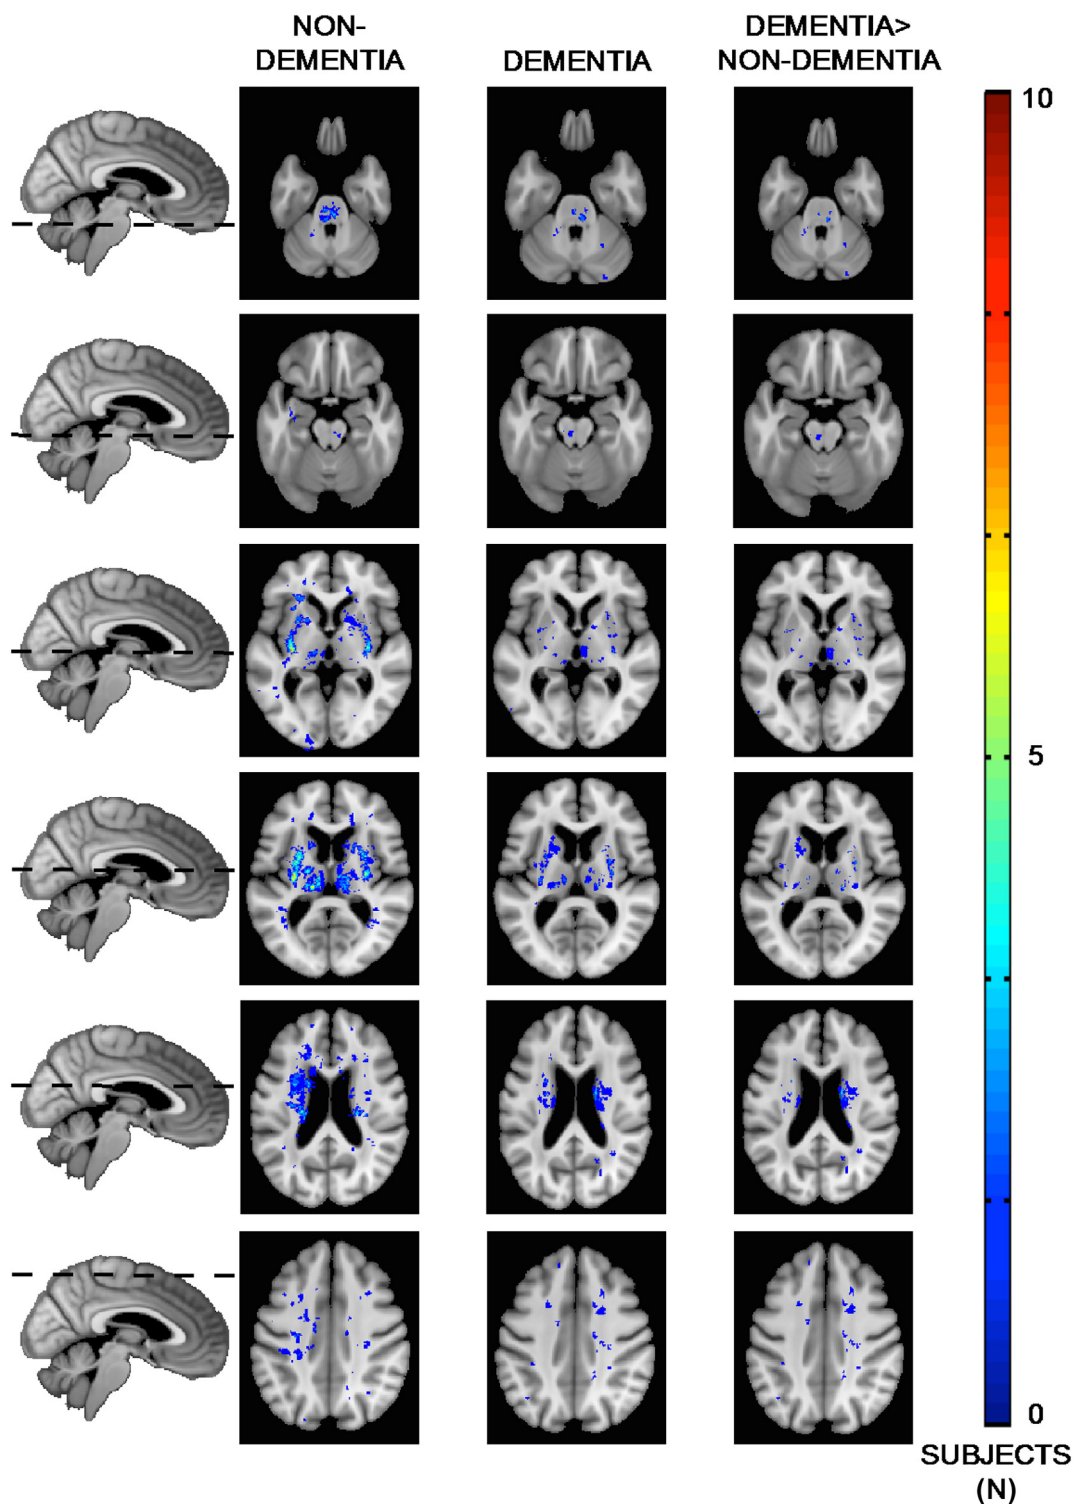 NON-
DEMENTIA
DEMENTIA
DEMENTIA>
NON-DEMENTIA
10
5
0
SUBJECTS
(N)